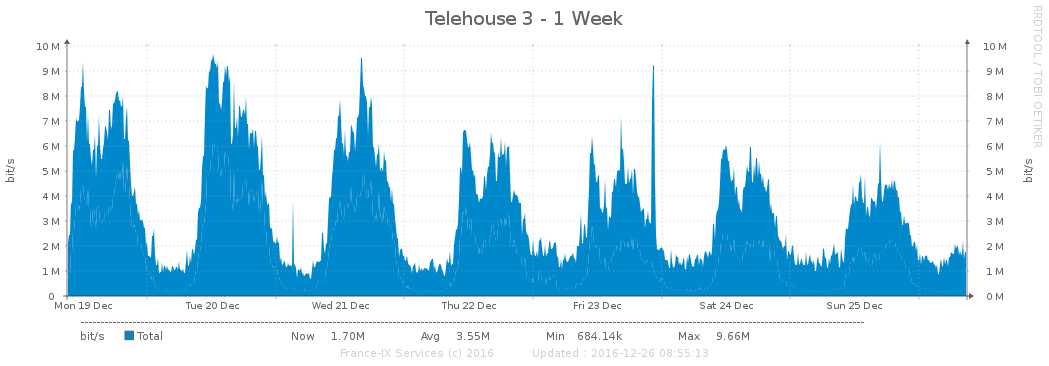 Telehouse 3 - 1 Week
RRDTOOL / TOBI OETIKER
bit/s
10 M 10 M
9 M 9 M
8 M 8 M
7 M 7 M
6 M 6 M
5 M 5 M
4 M 4 M
3 M 3 M
2 M 2 M
1 M 1 M
0 0 M
bit/s
Mon 19 Dec Tue 20 Dec Wed 21 Dec Thu 22 Dec Fri 23 Dec Sat 24 Dec Sun 25 Dec
bit/s Total Now 1.70M Avg 3.55M Min 684.14k Max 9.66M
France-IX Services (c) 2016 Updated : 2016-12-26 08:55:13